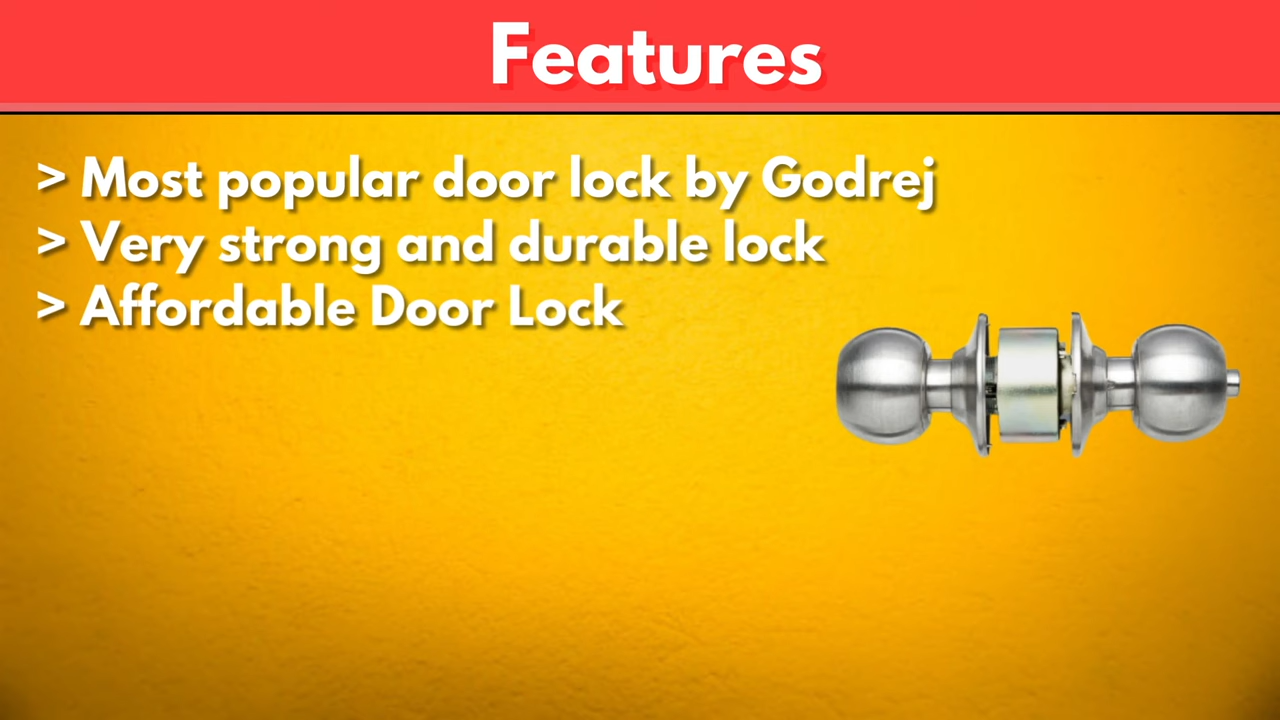 Features
> Most popular door lock by Godrej
> Very strong and durable lock
> Affordable Door Lock